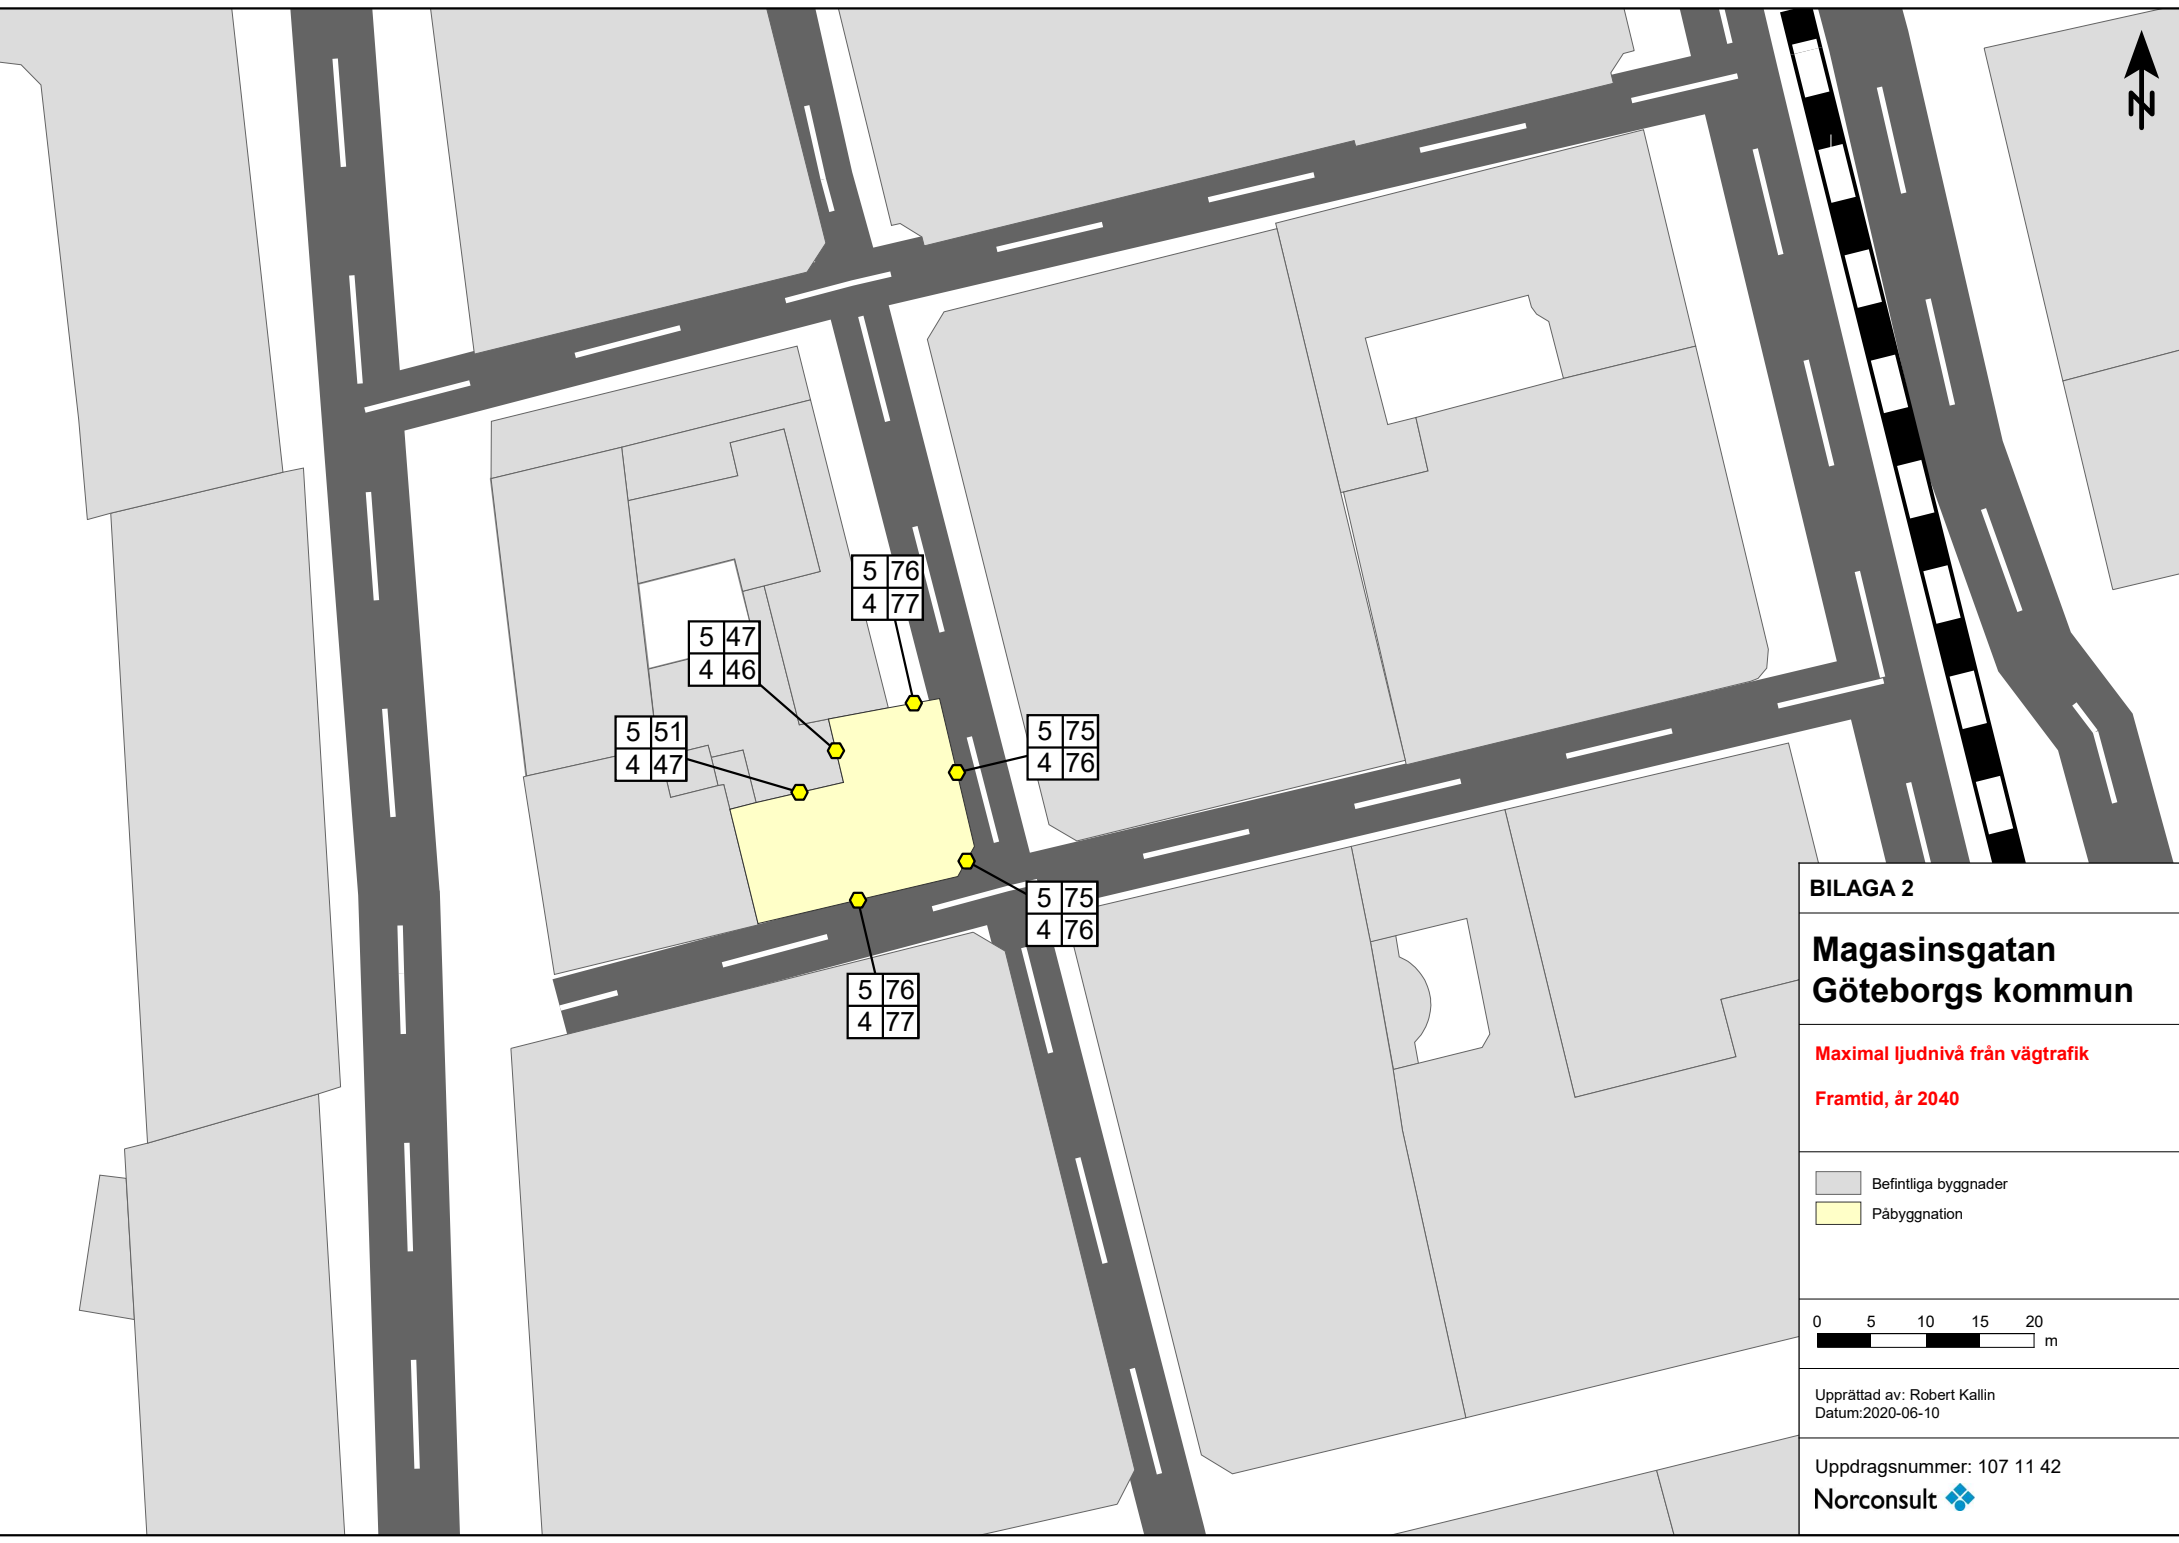 N
5 76
4 77
5 47
4 46
5 51
4 47
5 75
4 76
5 75
4 76
5 76
4 77
BILAGA 2
Magasinsgatan
Göteborgs kommun
Maximal ljudnivå från vägtrafik
Framtid, år 2040
Befintliga byggnader
Påbyggnation
0 5 10 15 20
m
Upprättad av: Robert Kallin
Datum:2020-06-10
Uppdragsnummer: 107 11 42
Norconsult